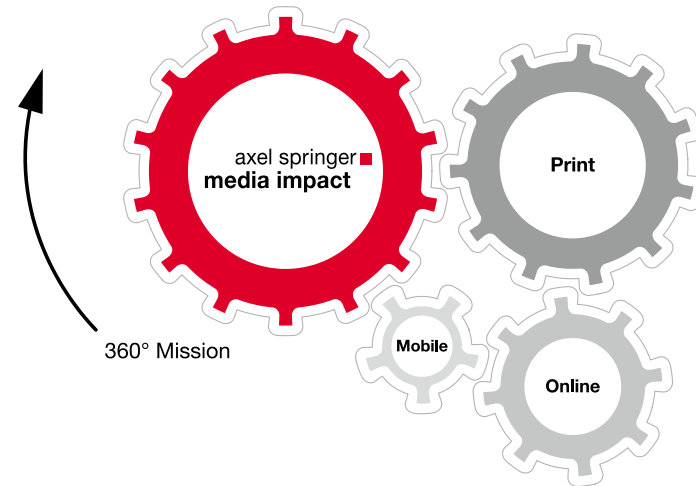 axel springer
media impact
Print
Mobile
Online
360° Mission